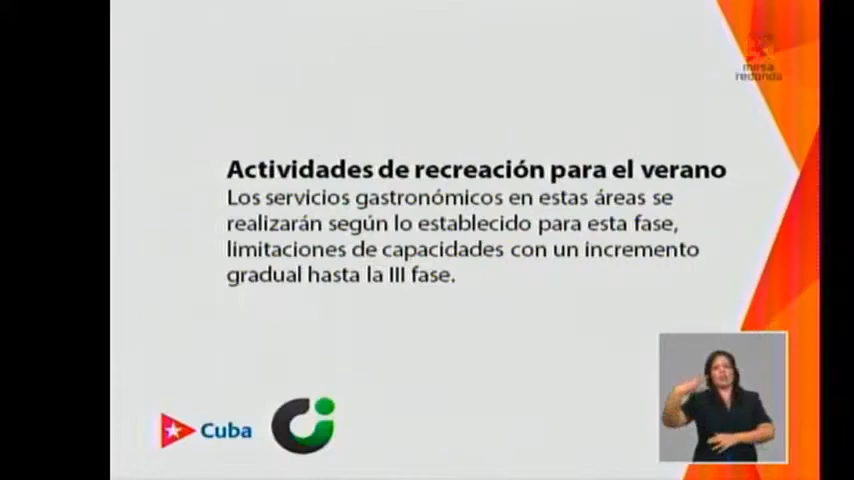 mesa
redonda
Actividades de recreación para el verano
Los servicios gastronómicos en estas áreas se
realizarán según lo establecido para esta fase,
limitaciones de capacidades con un incremento
gradual hasta la III fase.
Cuba